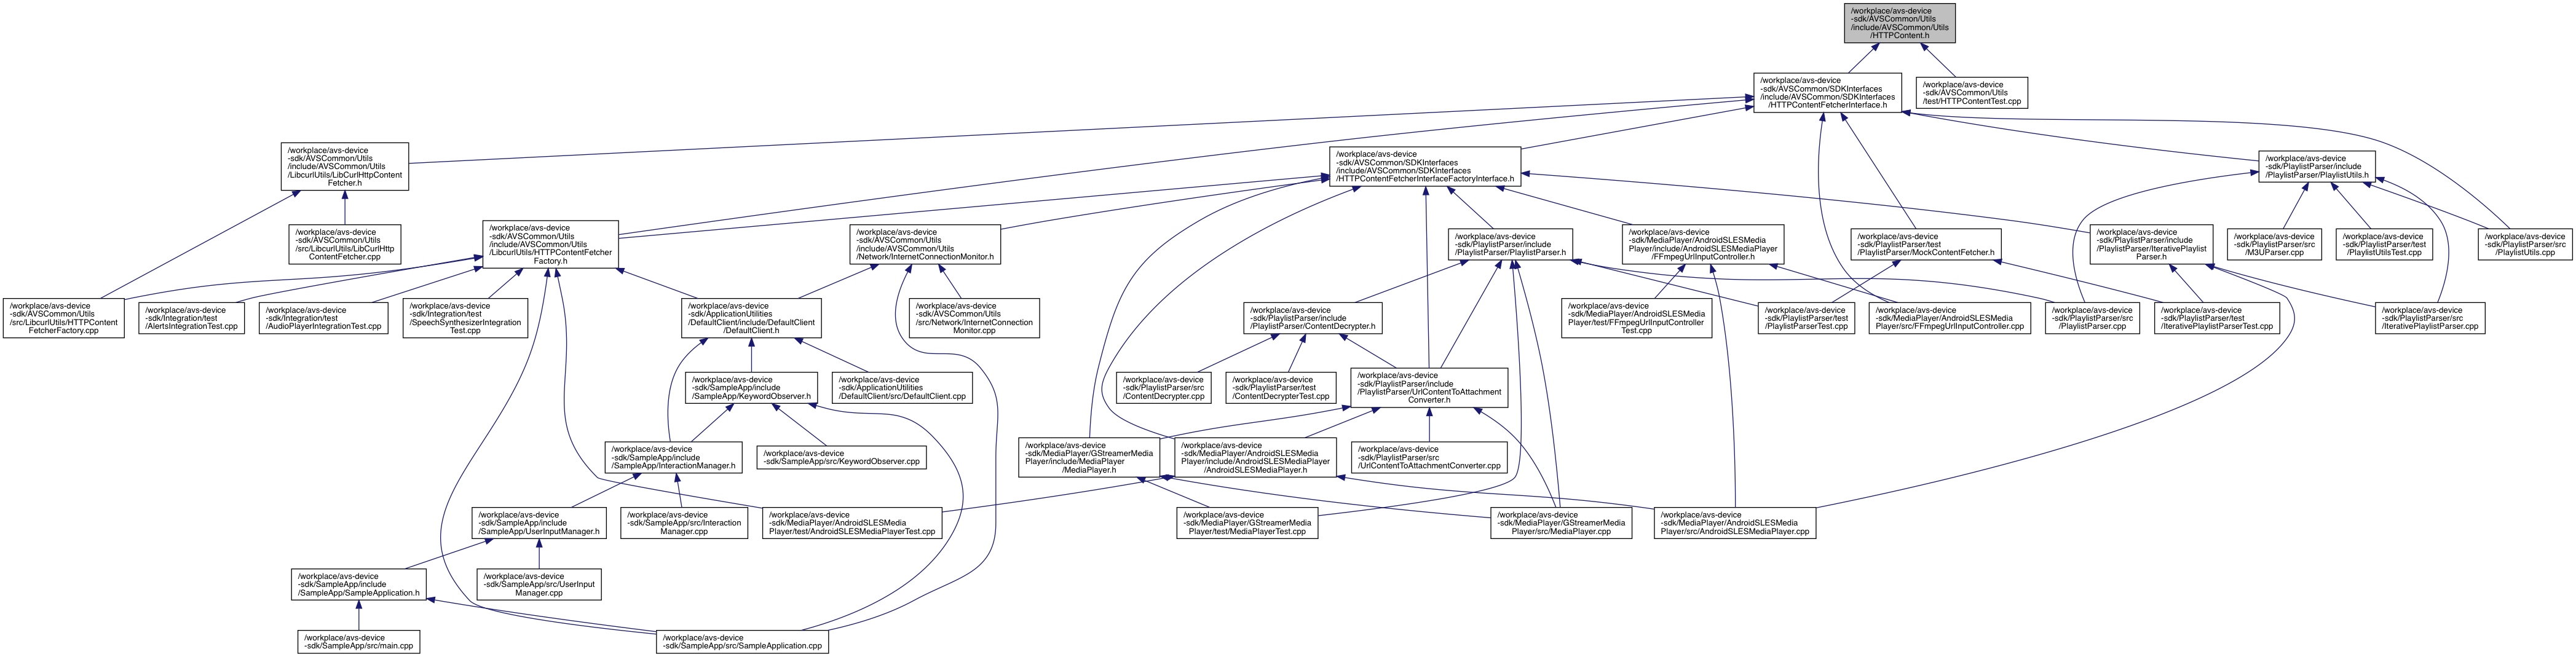 /workplace/avs-device
-sdk/AVSCommon/Utils
/include/AVSCommon/Utils
/HTTPContent.h
/workplace/avs-device
-sdk/AVSCommon/SDKInterfaces
/include/AVSCommon/SDKInterfaces
/HTTPContentFetcherInterface.h
/workplace/avs-device
-sdk/AVSCommon/Utils
/test/HTTPContentTest.cpp
/workplace/avs-device
-sdk/AVSCommon/Utils
/include/AVSCommon/Utils
/LibcurlUtils/LibCurlHttpContent
Fetcher.h
/workplace/avs-device
-sdk/AVSCommon/SDKInterfaces
/include/AVSCommon/SDKInterfaces
/HTTPContentFetcherInterfaceFactoryInterface.h
/workplace/avs-device
-sdk/PlaylistParser/include
/PlaylistParser/PlaylistUtils.h
/workplace/avs-device
-sdk/AVSCommon/Utils
/src/LibcurlUtils/LibCurlHttp
ContentFetcher.cpp
/workplace/avs-device
-sdk/AVSCommon/Utils
/include/AVSCommon/Utils
/LibcurlUtils/HTTPContentFetcher
Factory.h
/workplace/avs-device
-sdk/AVSCommon/Utils
/include/AVSCommon/Utils
/Network/InternetConnectionMonitor.h
/workplace/avs-device
-sdk/PlaylistParser/include
/PlaylistParser/PlaylistParser.h
/workplace/avs-device
-sdk/MediaPlayer/AndroidSLESMedia
Player/include/AndroidSLESMediaPlayer
/FFmpegUrlInputController.h
/workplace/avs-device
-sdk/PlaylistParser/test
/PlaylistParser/MockContentFetcher.h
/workplace/avs-device
-sdk/PlaylistParser/include
/PlaylistParser/IterativePlaylist
Parser.h
/workplace/avs-device
-sdk/PlaylistParser/src
/M3UParser.cpp
/workplace/avs-device
-sdk/PlaylistParser/test
/PlaylistUtilsTest.cpp
/workplace/avs-device
-sdk/PlaylistParser/src
/PlaylistUtils.cpp
/workplace/avs-device
-sdk/AVSCommon/Utils
/src/LibcurlUtils/HTTPContent
FetcherFactory.cpp
/workplace/avs-device
-sdk/Integration/test
/AlertsIntegrationTest.cpp
/workplace/avs-device
-sdk/Integration/test
/AudioPlayerIntegrationTest.cpp
/workplace/avs-device
-sdk/Integration/test
/SpeechSynthesizerIntegration
Test.cpp
/workplace/avs-device
-sdk/ApplicationUtilities
/DefaultClient/include/DefaultClient
/DefaultClient.h
/workplace/avs-device
-sdk/AVSCommon/Utils
/src/Network/InternetConnection
Monitor.cpp
/workplace/avs-device
-sdk/PlaylistParser/include
/PlaylistParser/ContentDecrypter.h
/workplace/avs-device
-sdk/MediaPlayer/AndroidSLESMedia
Player/test/FFmpegUrlInputController
Test.cpp
/workplace/avs-device
-sdk/PlaylistParser/test
/PlaylistParserTest.cpp
/workplace/avs-device
-sdk/MediaPlayer/AndroidSLESMedia
Player/src/FFmpegUrlInputController.cpp
/workplace/avs-device
-sdk/PlaylistParser/src
/PlaylistParser.cpp
/workplace/avs-device
-sdk/PlaylistParser/test
/IterativePlaylistParserTest.cpp
/workplace/avs-device
-sdk/PlaylistParser/src
/IterativePlaylistParser.cpp
/workplace/avs-device
-sdk/SampleApp/include
/SampleApp/KeywordObserver.h
/workplace/avs-device
-sdk/ApplicationUtilities
/DefaultClient/src/DefaultClient.cpp
/workplace/avs-device
-sdk/PlaylistParser/src
/ContentDecrypter.cpp
/workplace/avs-device
-sdk/PlaylistParser/test
/ContentDecrypterTest.cpp
/workplace/avs-device
-sdk/PlaylistParser/include
/PlaylistParser/UrlContentToAttachment
Converter.h
/workplace/avs-device
-sdk/SampleApp/include
/SampleApp/InteractionManager.h
/workplace/avs-device
-sdk/SampleApp/src/KeywordObserver.cpp
/workplace/avs-device
-sdk/MediaPlayer/GStreamerMedia
Player/include/MediaPlayer
/MediaPlayer.h
/workplace/avs-device
-sdk/MediaPlayer/AndroidSLESMedia
Player/include/AndroidSLESMediaPlayer
/AndroidSLESMediaPlayer.h
/workplace/avs-device
-sdk/PlaylistParser/src
/UrlContentToAttachmentConverter.cpp
/workplace/avs-device
-sdk/SampleApp/include
/SampleApp/UserInputManager.h
/workplace/avs-device
-sdk/SampleApp/src/Interaction
Manager.cpp
/workplace/avs-device
-sdk/MediaPlayer/AndroidSLESMedia
Player/test/AndroidSLESMediaPlayerTest.cpp
/workplace/avs-device
-sdk/MediaPlayer/GStreamerMedia
Player/test/MediaPlayerTest.cpp
/workplace/avs-device
-sdk/MediaPlayer/GStreamerMedia
Player/src/MediaPlayer.cpp
/workplace/avs-device
-sdk/MediaPlayer/AndroidSLESMedia
Player/src/AndroidSLESMediaPlayer.cpp
/workplace/avs-device
-sdk/SampleApp/include
/SampleApp/SampleApplication.h
/workplace/avs-device
-sdk/SampleApp/src/UserInput
Manager.cpp
/workplace/avs-device
-sdk/SampleApp/src/main.cpp
/workplace/avs-device
-sdk/SampleApp/src/SampleApplication.cpp